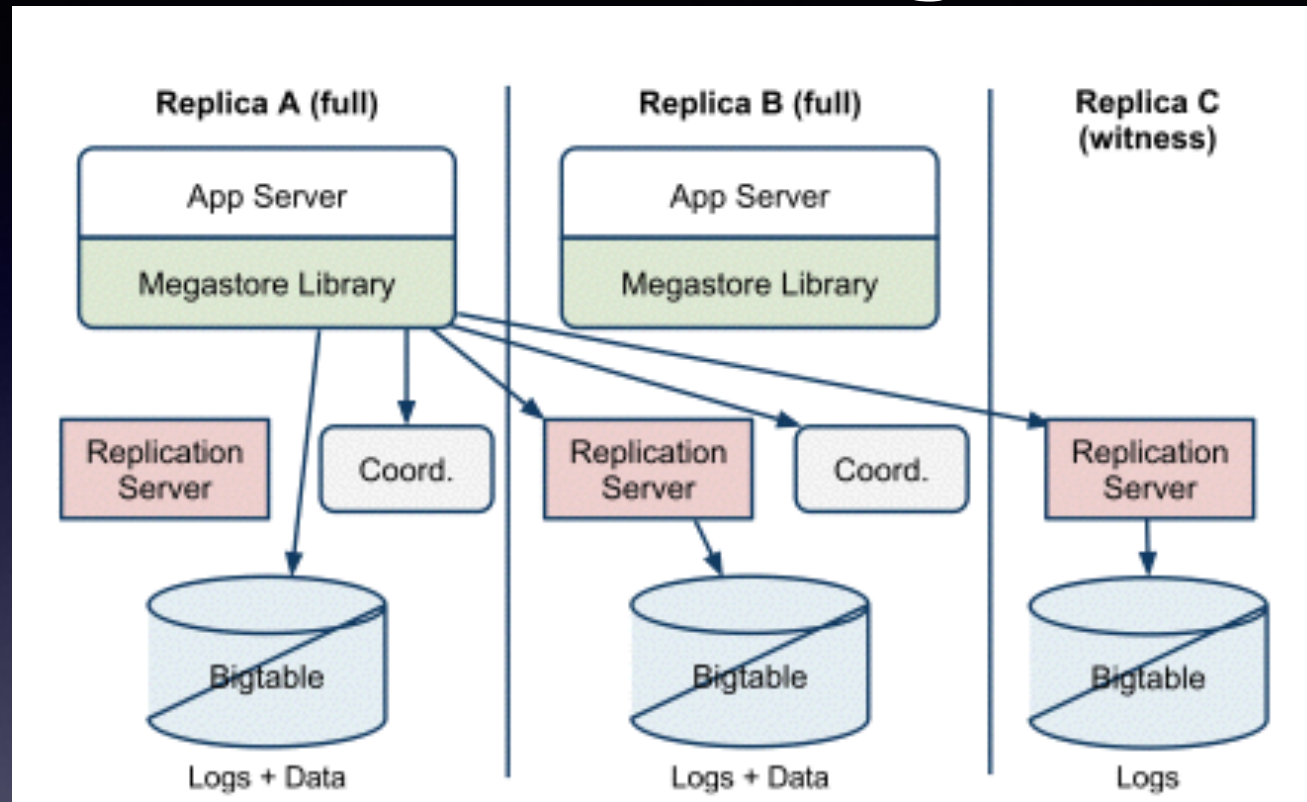 Replica A (full)
Replica B (full)
Replica C
(witness)
App Server
App Server
Megastore Library
Megastore Library
Replication
Server
Coord.
Replication
Server
Coord.
Replication
Server
Bigtable
Bigtable
Bigtable
Logs + Data
Logs + Data
Logs